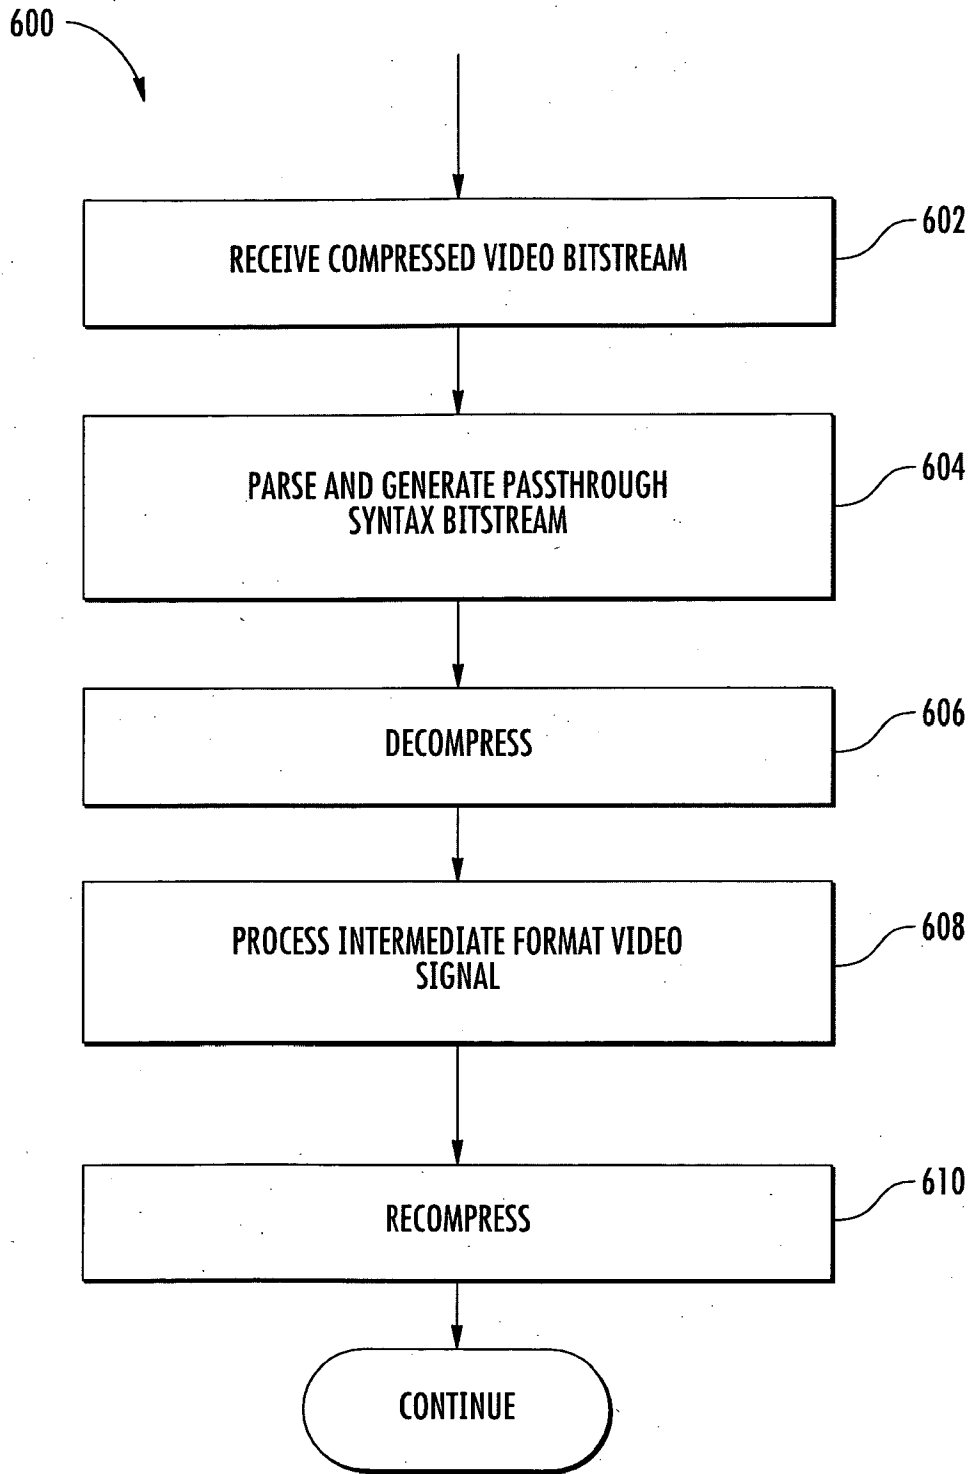 600
RECEIVE COMPRESSED VIDEO BITSTREAM
602
PARSE AND GENERATE PASSTHROUGH
SYNTAX BITSTREAM
604
DECOMPRESS
606
PROCESS INTERMEDIATE FORMAT VIDEO
SIGNAL
608
RECOMPRESS
610
CONTINUE